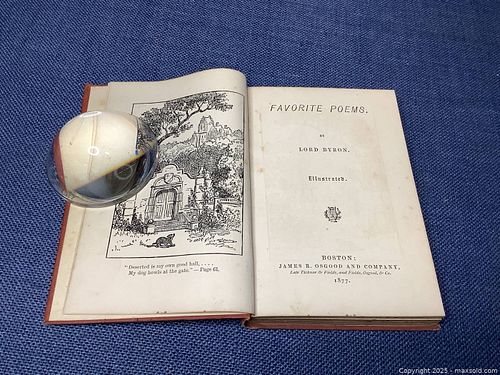 "Deserted is my own good hall, . . . .
My dog howls at the gate." — Page 61.
FAVORITE POEMS.
BY
LORD BYRON.
Illustrated.
BOSTON:
JAMES R. OSGOOD AND COMPANY,
Late Ticknor & Fields, and Fields, Osgood, & Co.
1877.
Copyright 2025 - maxsold.com